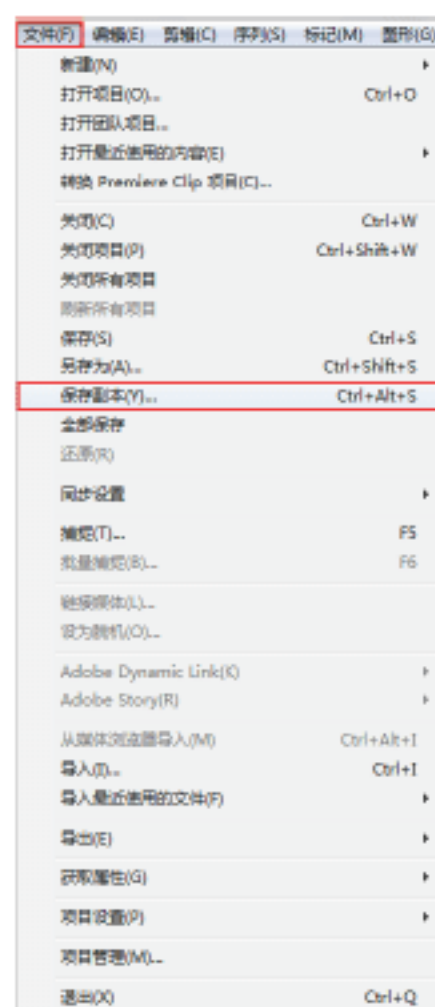 文件(F) 编辑(E) 剪辑(C) 序列(S) 标记(M) 图形(G)
新建(N)
打开项目(O)... Ctrl+O
打开团队项目...
打开最近使用的内容(E)
转换 Premiere Clip 项目(C)...
关闭(C) Ctrl+W
关闭项目(P) Ctrl+Shift+W
关闭所有项目
刷新所有项目
保存(S) Ctrl+S
另存为(A)... Ctrl+Shift+S
保存副本(Y)... Ctrl+Alt+S
全部保存
还原(R)
同步设置
捕捉(T)... F5
批量捕捉(B)... F6
链接媒体(L)...
设为脱机(O)...
Adobe Dynamic Link(K)
Adobe Story(R)
从媒体浏览器导入(M) Ctrl+Alt+I
导入(I)... Ctrl+I
导入最近使用的文件(F)
导出(E)
获取属性(G)
项目设置(P)
项目管理(M)...
退出(X) Ctrl+Q